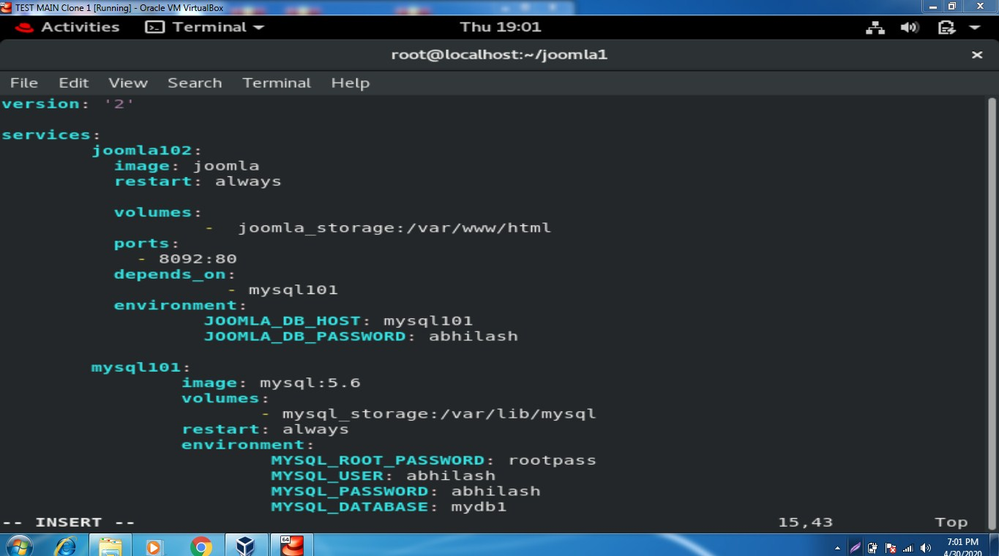 TEST MAIN Clone 1 [Running] - Oracle VM VirtualBox
Activities Terminal Thu 19:01
root@localhost:~/joomla1
File Edit View Search Terminal Help
version: '2'
services:
joomla102:
image: joomla
restart: always
volumes:
- joomla_storage:/var/www/html
ports:
- 8092:80
depends_on:
- mysql101
environment:
JOOMLA_DB_HOST: mysql101
JOOMLA_DB_PASSWORD: abhilash
mysql101:
image: mysql:5.6
volumes:
- mysql_storage:/var/lib/mysql
restart: always
environment:
MYSQL_ROOT_PASSWORD: rootpass
MYSQL_USER: abhilash
MYSQL_PASSWORD: abhilash
MYSQL_DATABASE: mydb1
-- INSERT -- 15,43 Top
64
7:01 PM
4/30/2020